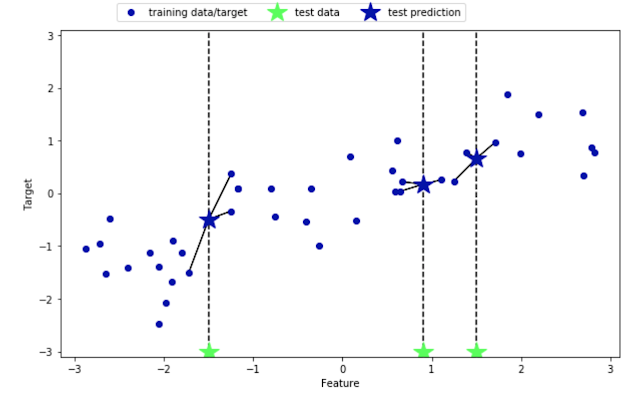 training data/target test data test prediction
3
2
1
0
−1
−2
−3
Target
−3 −2 −1 0 1 2 3
Feature